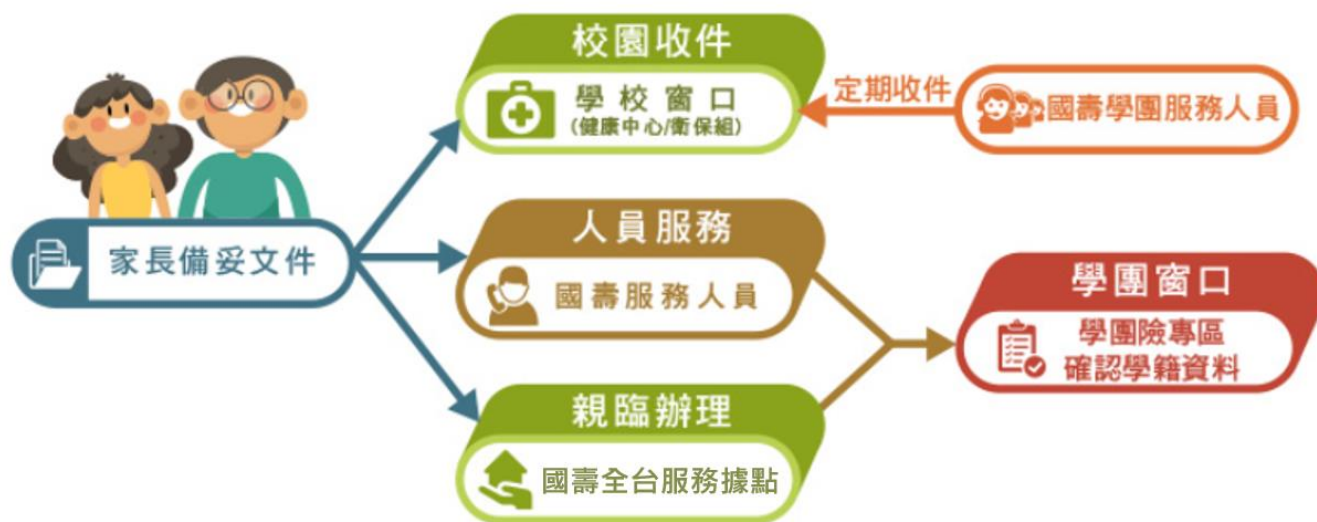 校園收件
學校窗口
(健康中心/衛保組)
定期收件
國壽學團服務人員
家長備妥文件
人員服務
國壽服務人員
學團窗口
學團險專區
確認學籍資料
親臨辦理
國壽全台服務據點